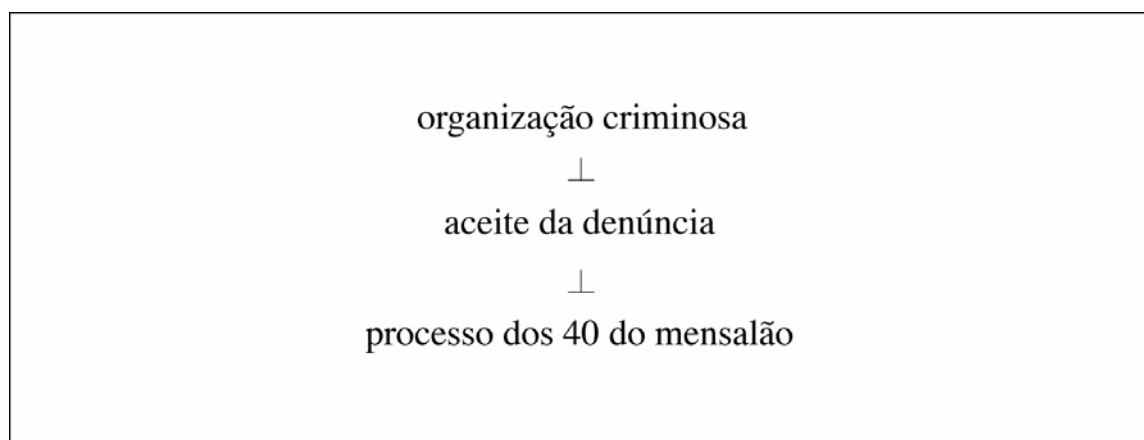 organização criminosa
⊥
aceite da denúncia
⊥
processo dos 40 do mensalão